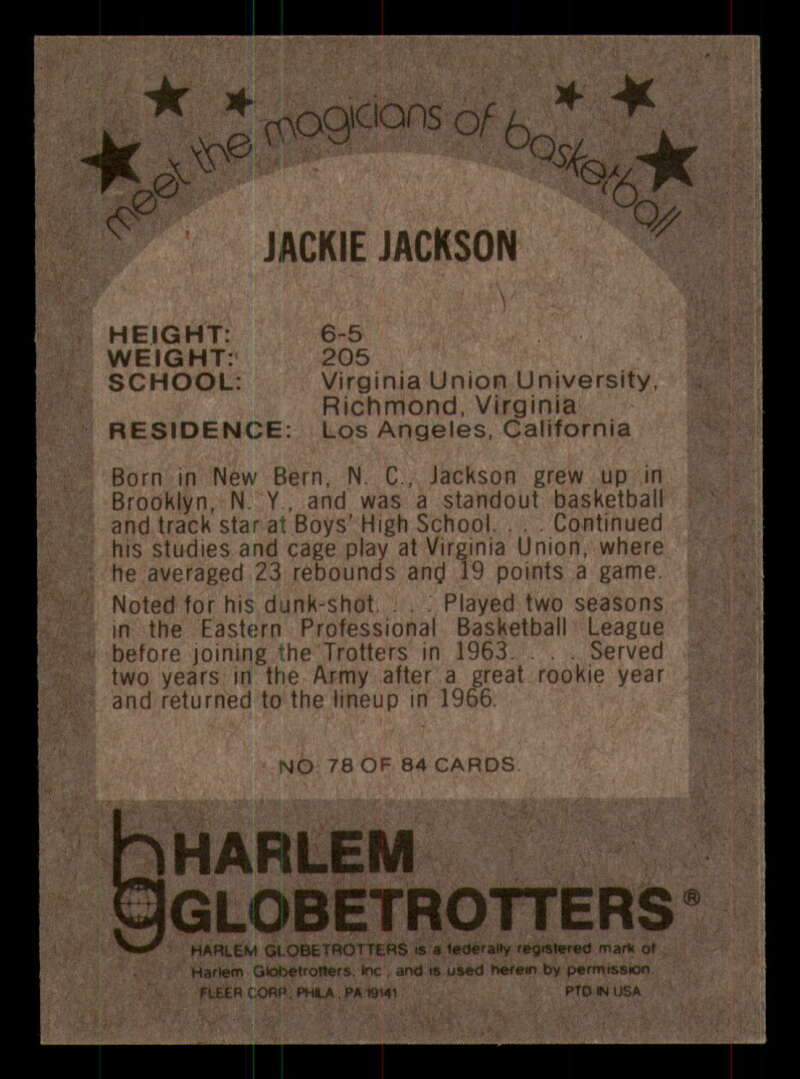 meet the magicians of basketball
JACKIE JACKSON
HEIGHT: 6-5
WEIGHT: 205
SCHOOL: Virginia Union University,
Richmond, Virginia
RESIDENCE: Los Angeles, California
Born in New Bern, N. C., Jackson grew up in
Brooklyn, N. Y., and was a standout basketball
and track star at Boys' High School. . . . Continued
his studies and cage play at Virginia Union, where
he averaged 23 rebounds and 19 points a game.
Noted for his dunk-shot. . . . Played two seasons
in the Eastern Professional Basketball League
before joining the Trotters in 1963. . . . Served
two years in the Army after a great rookie year
and returned to the lineup in 1966.
NO. 78 OF 84 CARDS
hg HARLEM
GLOBETROTTERS ®
HARLEM GLOBETROTTERS is a federally registered mark of
Harlem Globetrotters, Inc., and is used herein by permission.
FLEER CORP., PHILA., PA 19141 PTD IN USA